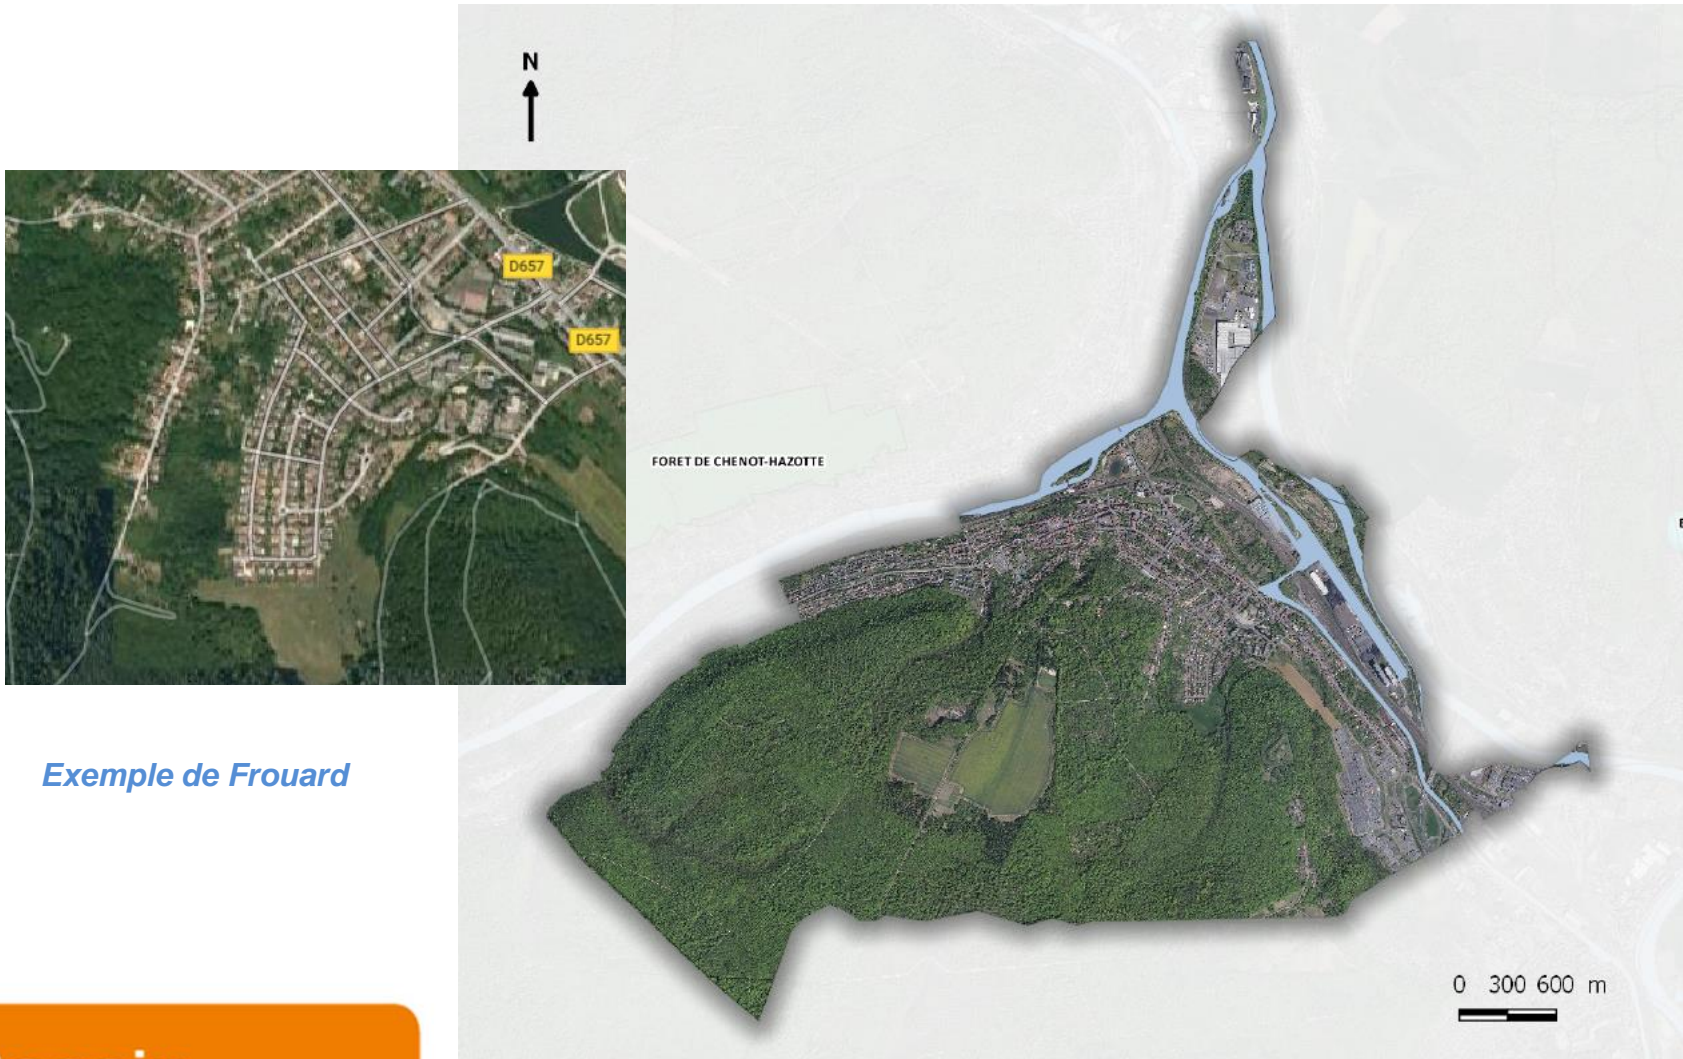 N
D657
D657
FORET DE CHENOT-HAZOTTE
Exemple de Frouard
0 300 600 m